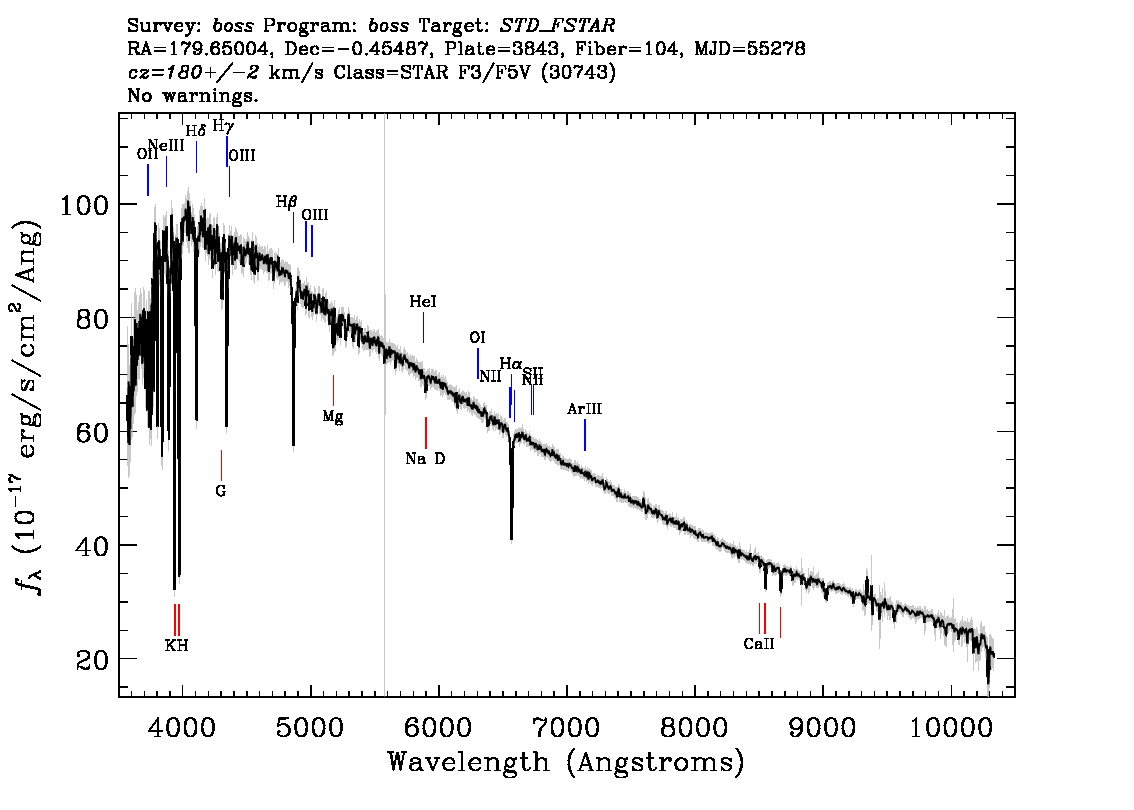 Survey: boss Program: boss Target: STD_FSTAR
RA=179.65004, Dec=−0.45487, Plate=3843, Fiber=104, MJD=55278
cz=180+/−2 km/s Class=STAR F3/F5V (30743)
No warnings.
Hδ Hγ
OII NeIII OIII
Hβ
OIII
HeI
OI
Hα
NII SII
NII
ArIII
Mg
Na D
G
KH
CaII
100
80
60
40
20
f_λ (10^−17 erg/s/cm^2/Ang)
4000 5000 6000 7000 8000 9000 10000
Wavelength (Angstroms)